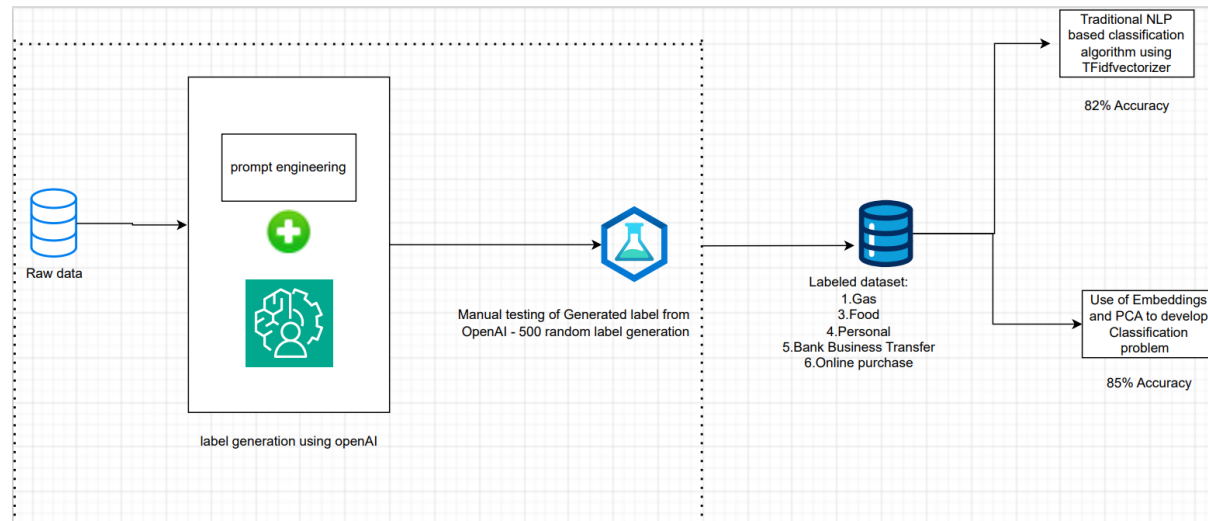 Traditional NLP
based classification
algorithm using
TFidfvectorizer
82% Accuracy
prompt engineering
Raw data
Manual testing of Generated label from
OpenAI - 500 random label generation
label generation using openAI
Labeled dataset:
1.Gas
3.Food
4.Personal
5.Bank Business Transfer
6.Online purchase
Use of Embeddings
and PCA to develop
Classification
problem
85% Accuracy